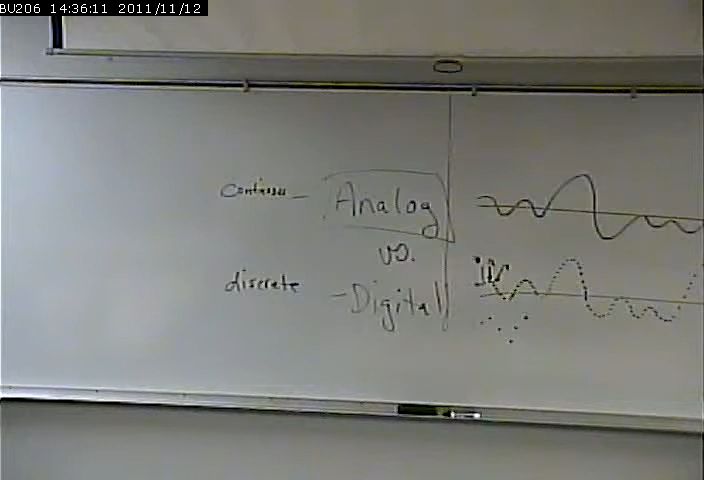 BU206 14:36:11 2011/11/12
Analog
vs.
discrete - Digital